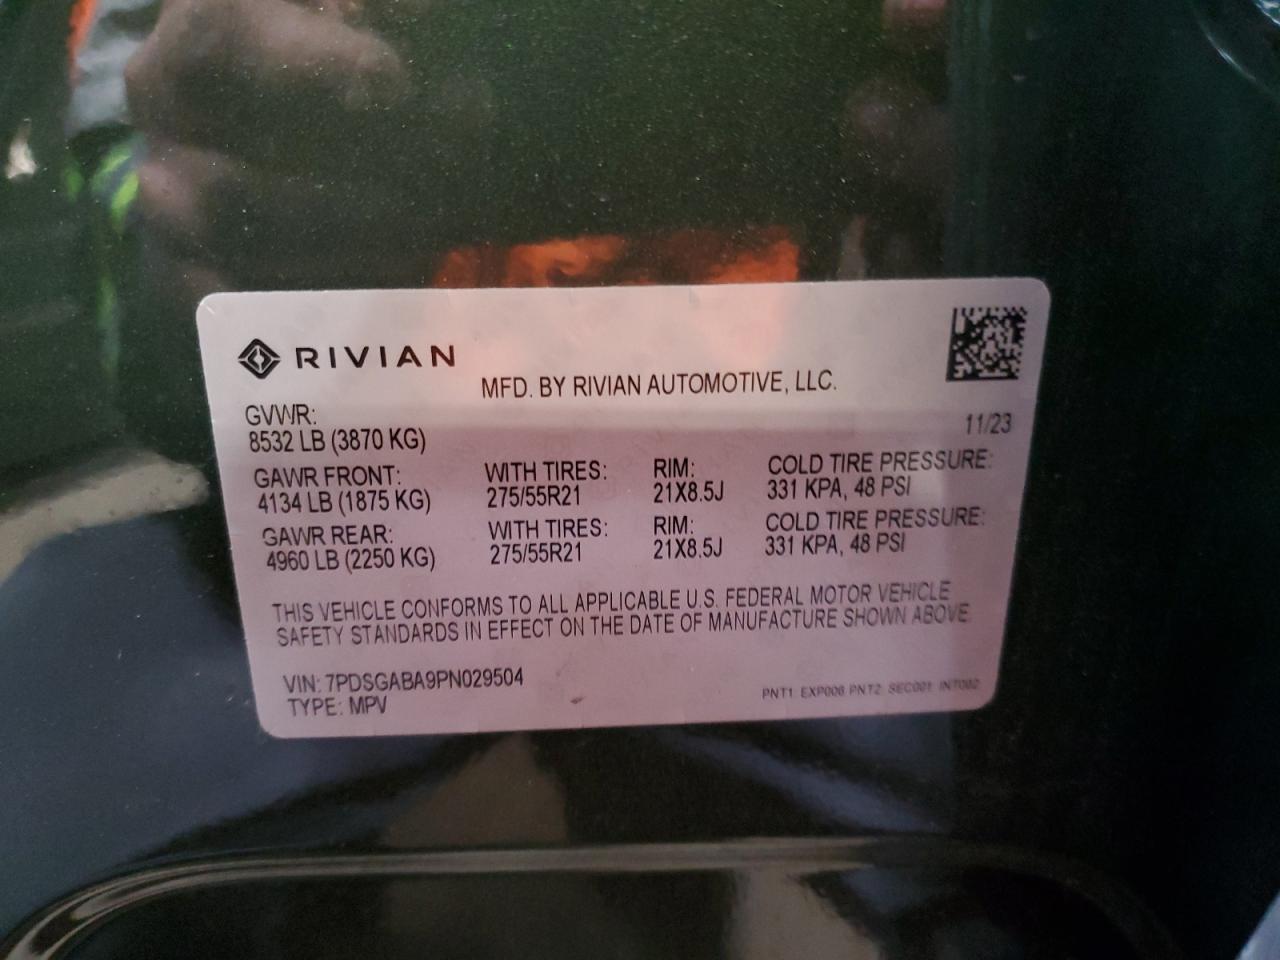 RIVIAN
MFD. BY RIVIAN AUTOMOTIVE, LLC.
GVWR:
8532 LB (3870 KG)
11/23
GAWR FRONT: WITH TIRES: RIM: COLD TIRE PRESSURE:
4134 LB (1875 KG) 275/55R21 21X8.5J 331 KPA, 48 PSI
GAWR REAR: WITH TIRES: RIM: COLD TIRE PRESSURE:
4960 LB (2250 KG) 275/55R21 21X8.5J 331 KPA, 48 PSI
THIS VEHICLE CONFORMS TO ALL APPLICABLE U.S. FEDERAL MOTOR VEHICLE
SAFETY STANDARDS IN EFFECT ON THE DATE OF MANUFACTURE SHOWN ABOVE.
VIN: 7PDSGABA9PN029504
TYPE: MPV
PNT1: EXP006 PNT2: SEC001 INT002